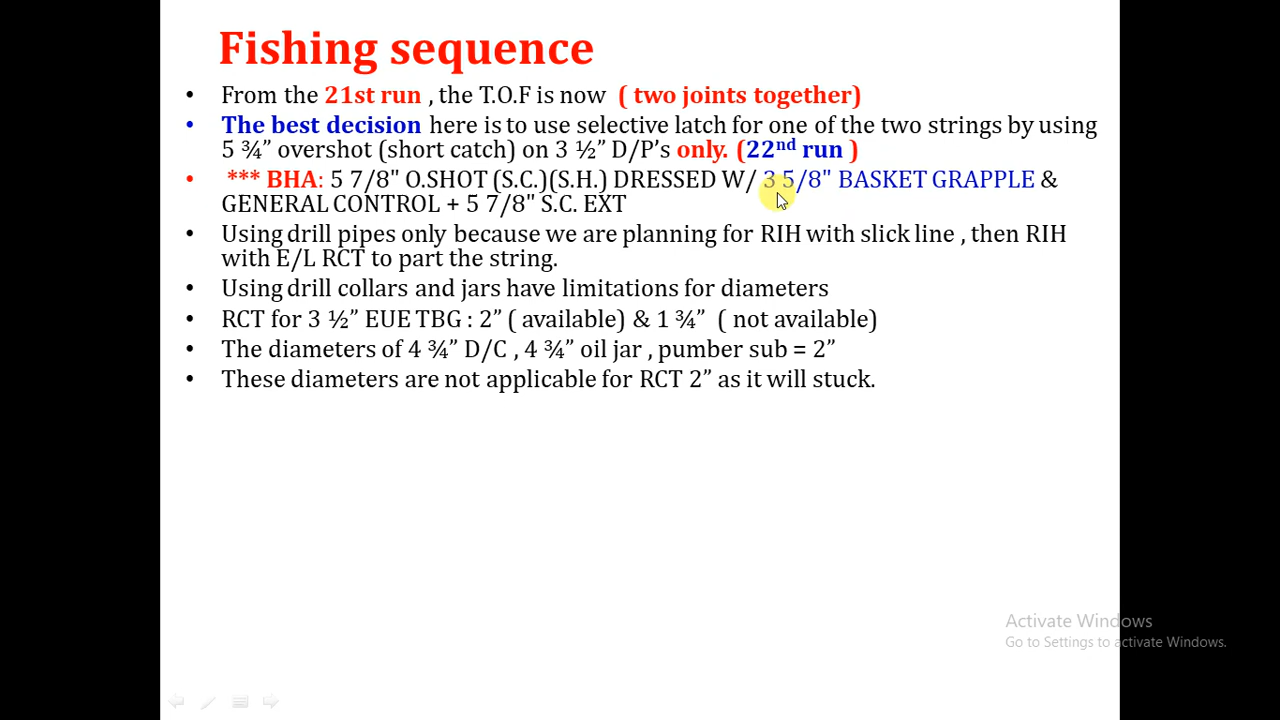 Fishing sequence
• From the 21st run , the T.O.F is now ( two joints together)
• The best decision here is to use selective latch for one of the two strings by using
5 ¾” overshot (short catch) on 3 ½” D/P’s only. (22nd run )
• *** BHA: 5 7/8" O.SHOT (S.C.)(S.H.) DRESSED W/ 3 5/8" BASKET GRAPPLE &
GENERAL CONTROL + 5 7/8" S.C. EXT
• Using drill pipes only because we are planning for RIH with slick line , then RIH
with E/L RCT to part the string.
• Using drill collars and jars have limitations for diameters
• RCT for 3 ½” EUE TBG : 2” ( available) & 1 ¾” ( not available)
• The diameters of 4 ¾” D/C , 4 ¾” oil jar , pumber sub = 2”
• These diameters are not applicable for RCT 2” as it will stuck.
Activate Windows
Go to Settings to activate Windows.